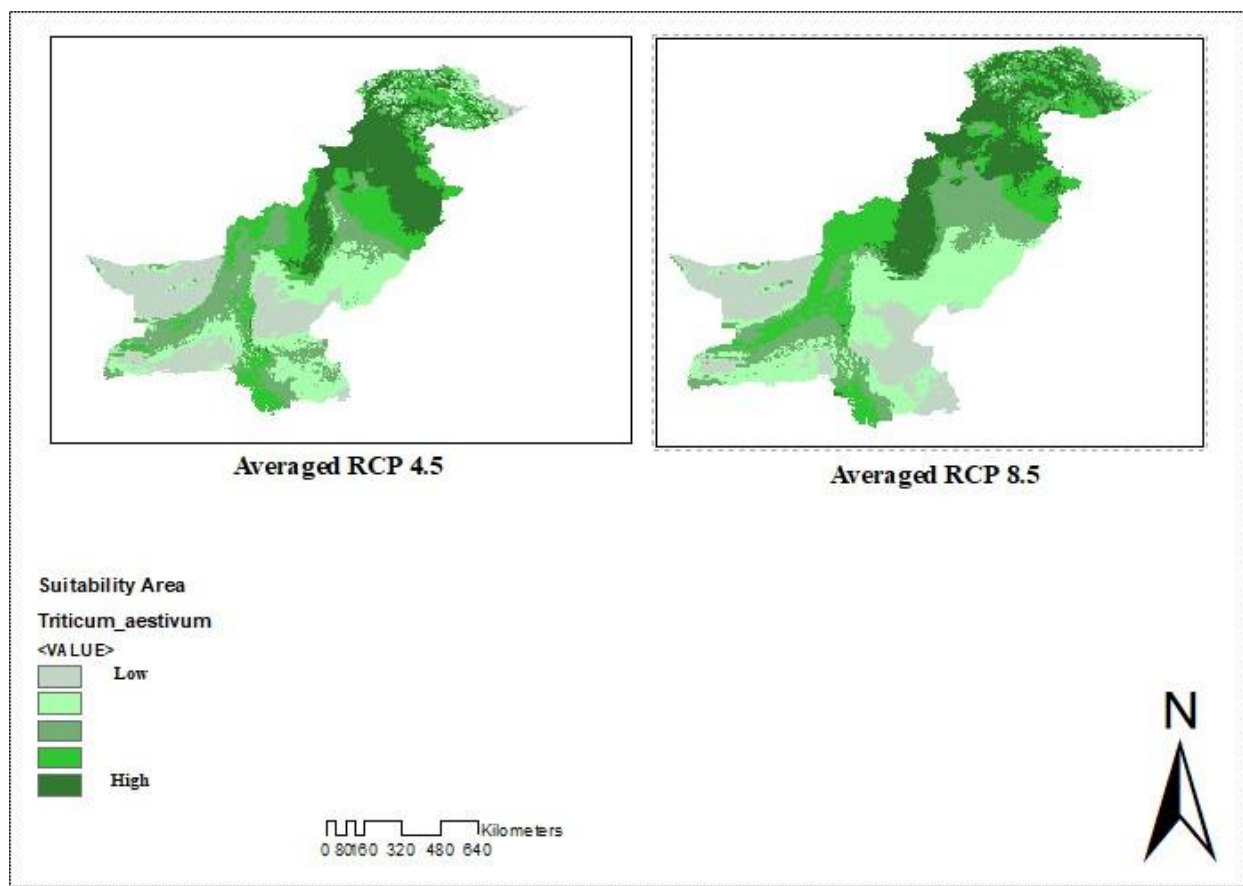 Averaged RCP 4.5
Averaged RCP 8.5
Suitability Area
Triticum_aestivum
<VALUE>
Low
High
N
Kilometers
0 80160 320 480 640